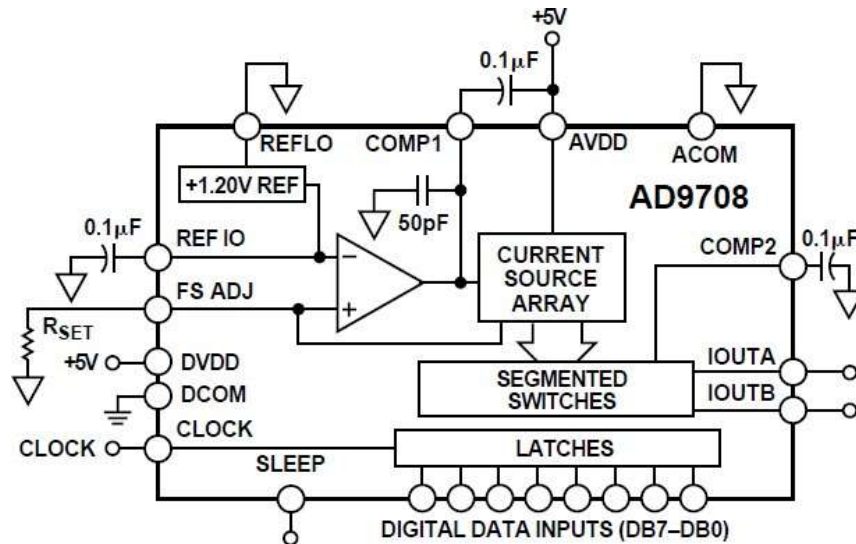 +5V
0.1µF
REFLO
COMP1
AVDD
ACOM
+1.20V REF
50pF
AD9708
0.1µF
REF IO
CURRENT
SOURCE
ARRAY
COMP2
0.1µF
FS ADJ
RSET
+5V
DVDD
SEGMENTED
SWITCHES
IOUTA
IOUTB
DCOM
CLOCK
CLOCK
LATCHES
SLEEP
DIGITAL DATA INPUTS (DB7–DB0)